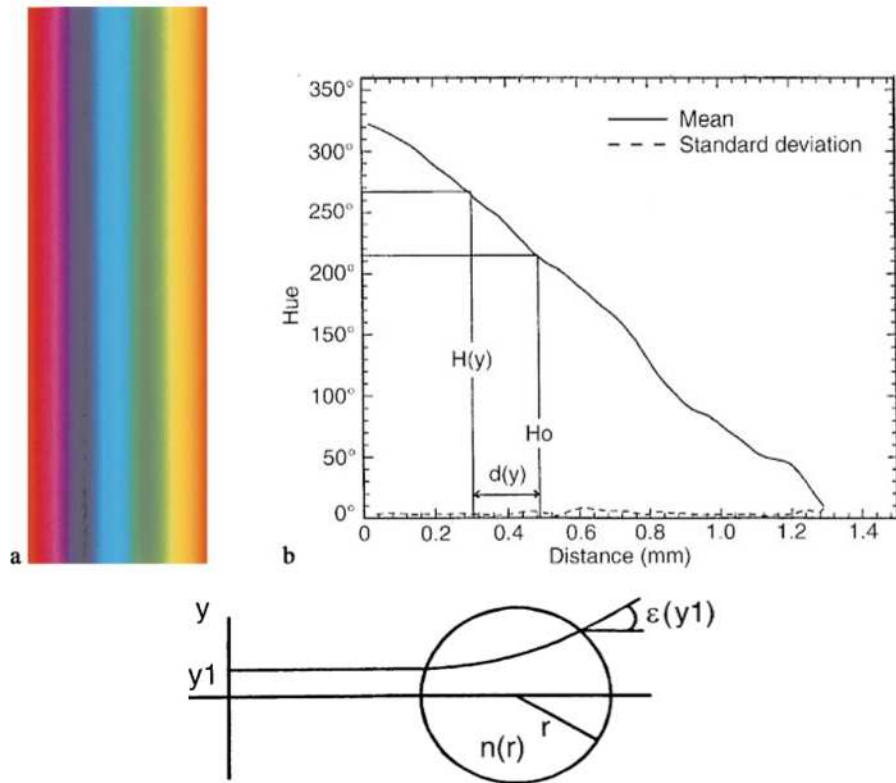 a
b
350°
300°
250°
200°
150°
100°
50°
0°
Hue
Mean
Standard deviation
H(y)
Ho
d(y)
0 0.2 0.4 0.6 0.8 1.0 1.2 1.4
Distance (mm)
y
y1
ε(y1)
r
n(r)